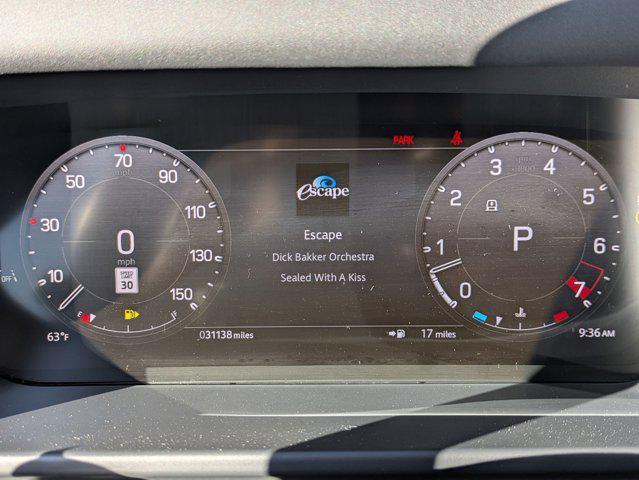 PARK
70
mph
50
90
30
110
10
130
150
0
mph
SPEED
LIMIT
30
E
F
OFF
63°F
escape
Escape
Dick Bakker Orchestra
Sealed With A Kiss
031138 miles
17 miles
3
4
2
5
1
6
0
7
x1000
P
9:36 AM